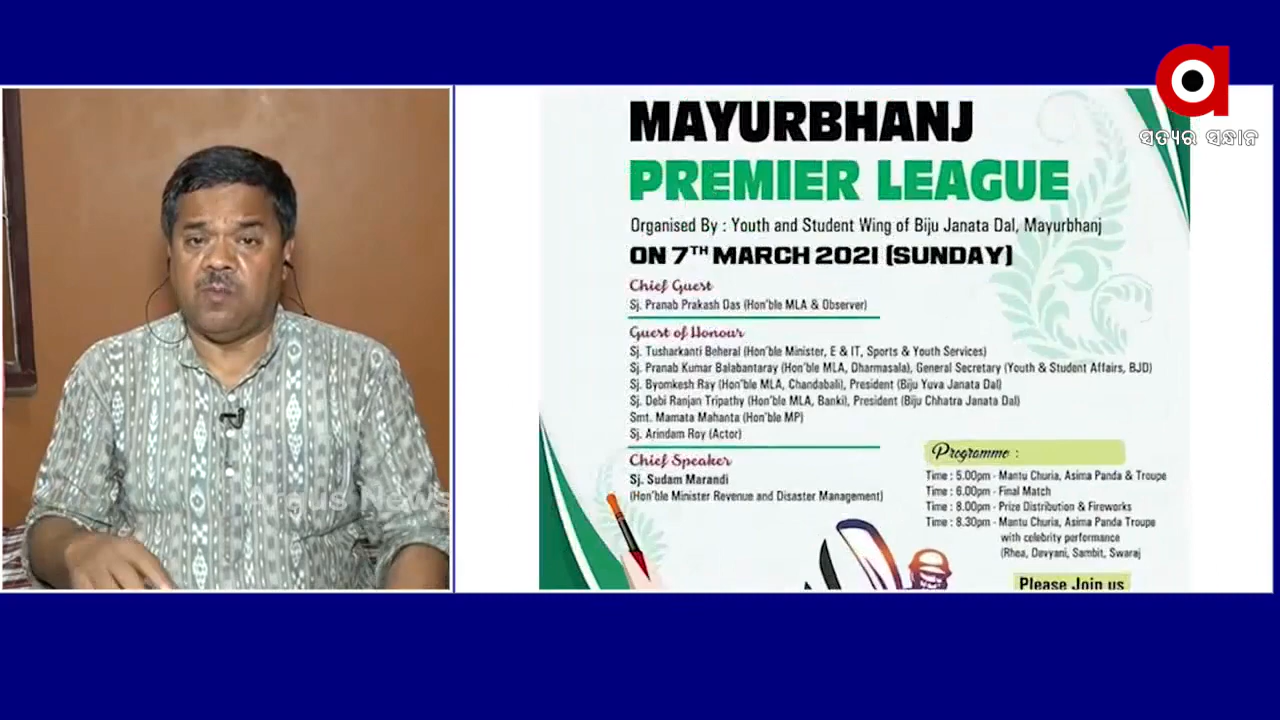 ସତ୍ୟର ସନ୍ଧାନ
MAYURBHANJ
PREMIER LEAGUE
Organised By : Youth and Student Wing of Biju Janata Dal, Mayurbhanj
ON 7TH MARCH 2021 (SUNDAY)
Chief Guest
Sj. Pranab Prakash Das (Hon'ble MLA & Observer)
Guest of Honour
Sj. Tusharkanti Beheral (Hon'ble Minister, E & IT, Sports & Youth Services)
Sj. Pranab Kumar Balabantaray (Hon'ble MLA, Dharmasala), General Secretary (Youth & Student Affairs, BJD)
Sj. Byomkesh Ray (Hon'ble MLA, Chandabali), President (Biju Yuva Janata Dal)
Sj. Debi Ranjan Tripathy (Hon'ble MLA, Banki), President (Biju Chhatra Janata Dal)
Smt. Mamata Mahanta (Hon'ble MP)
Sj. Arindam Roy (Actor)
Chief Speaker
Sj. Sudam Marandi
(Hon'ble Minister Revenue and Disaster Management)
Programme :
Time : 5.00pm - Mantu Churia, Asima Panda & Troupe
Time : 6.00pm - Final Match
Time : 8.00pm - Prize Distribution & Fireworks
Time : 8.30pm - Mantu Churia, Asima Panda Troupe
with celebrity performance
(Rhea, Devyani, Sambit, Swaraj
Please Join us
News